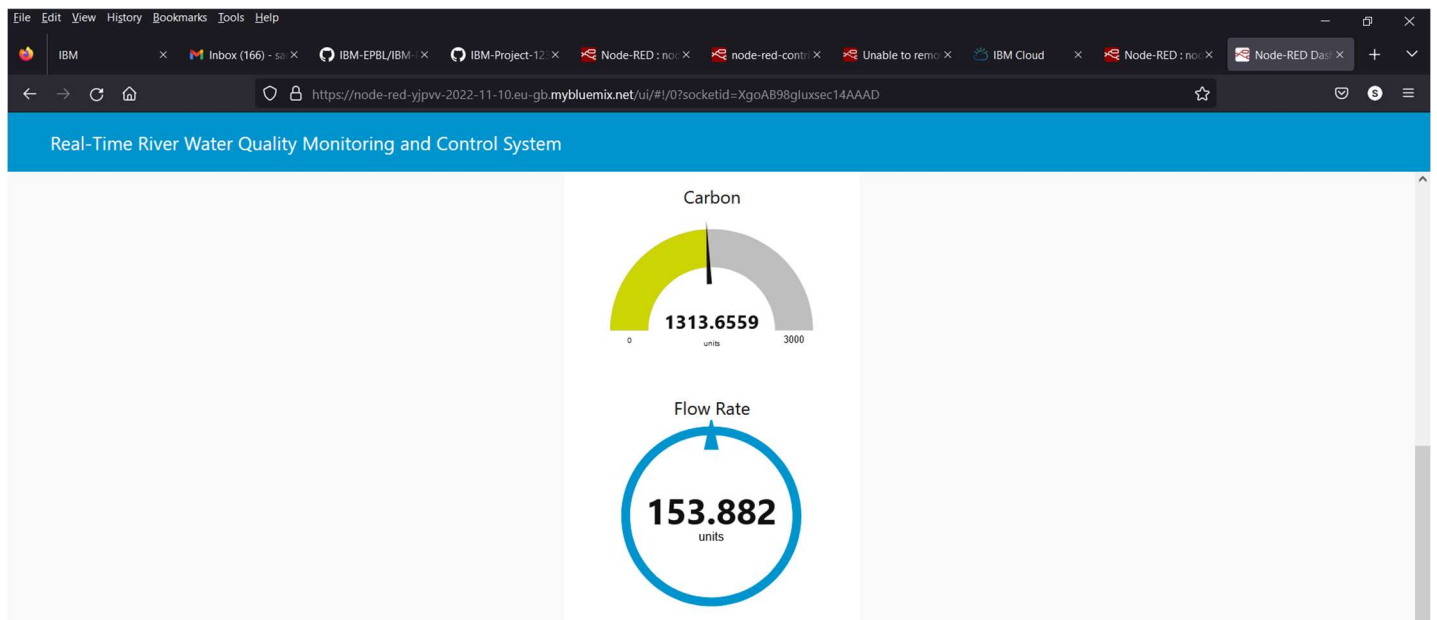 File Edit View History Bookmarks Tools Help
IBM
Inbox (166) - sa
IBM-EPBL/IBM-
IBM-Project-12
Node-RED : no
node-red-contri
Unable to remo
IBM Cloud
Node-RED : no
Node-RED Das
https://node-red-yjpvv-2022-11-10.eu-gb.mybluemix.net/ui/#!/0?socketid=XgoAB98gIuxsec14AAAD
S
Real-Time River Water Quality Monitoring and Control System
Carbon
1313.6559
0 units 3000
Flow Rate
153.882
units